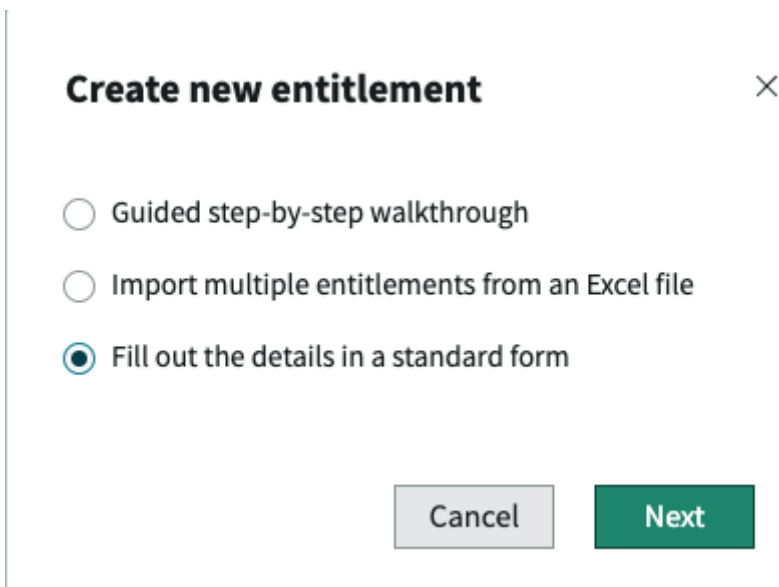 Create new entitlement
Guided step-by-step walkthrough
Import multiple entitlements from an Excel file
Fill out the details in a standard form
Cancel
Next